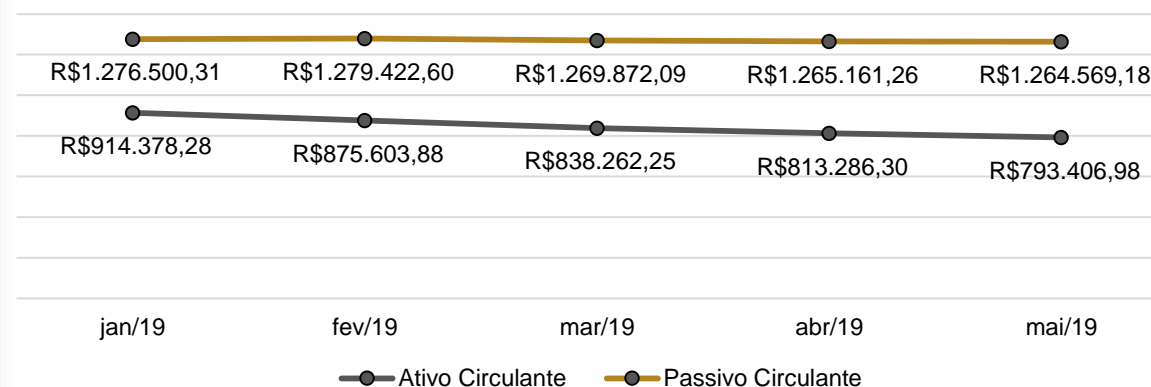 R$1.276.500,31 R$1.279.422,60 R$1.269.872,09 R$1.265.161,26 R$1.264.569,18
R$914.378,28 R$875.603,88 R$838.262,25 R$813.286,30 R$793.406,98
jan/19 fev/19 mar/19 abr/19 mai/19
Ativo Circulante Passivo Circulante